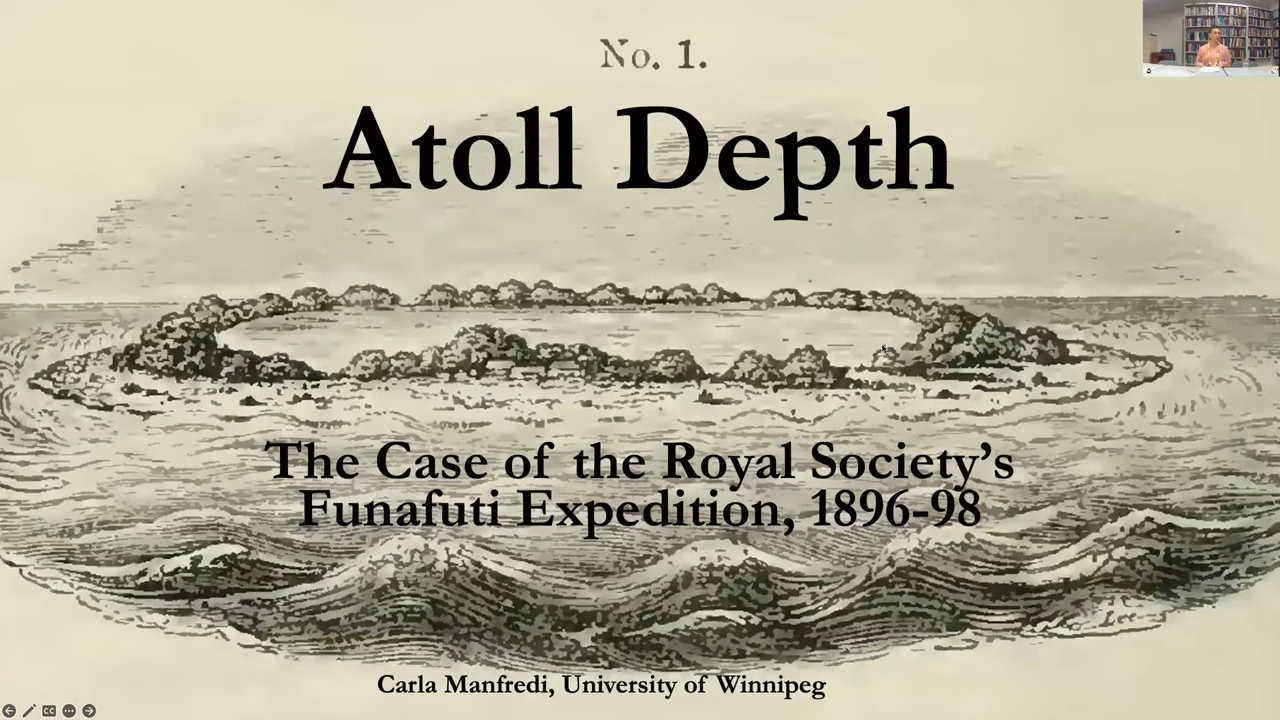 No. 1.
Atoll Depth
The Case of the Royal Society’s
Funafuti Expedition, 1896-98
Carla Manfredi, University of Winnipeg
CC